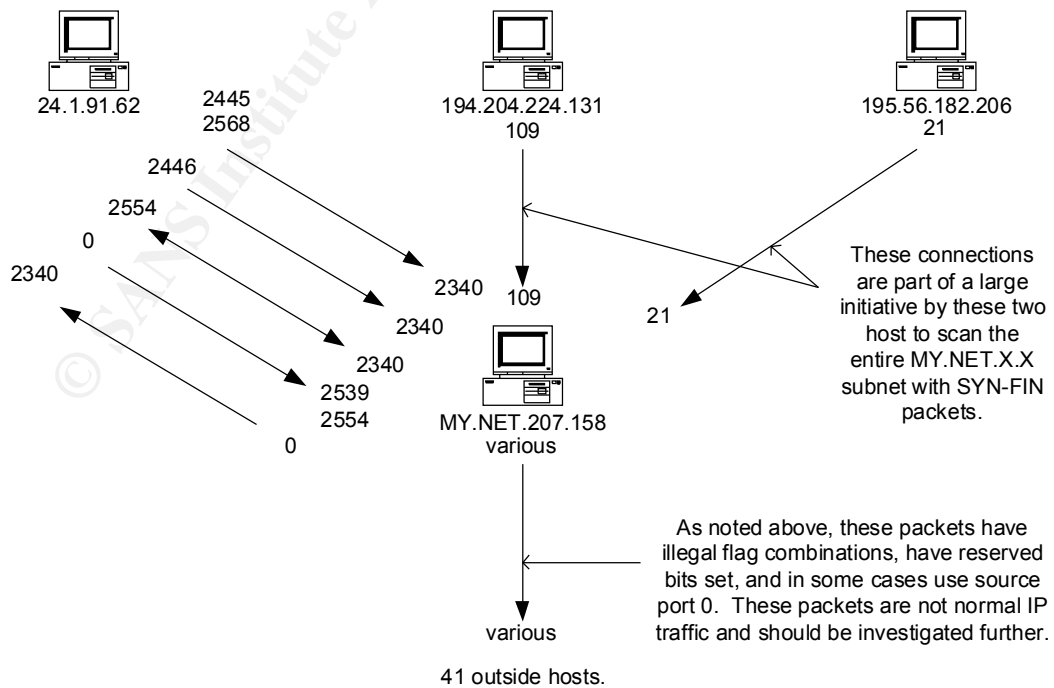 © SANS Institute
24.1.91.62
194.204.224.131
109
195.56.182.206
21
2445
2568
2446
2554
0
2340
2340
109
21
2340
2340
2539
2554
0
MY.NET.207.158
various
These connections
are part of a large
initiative by these two
host to scan the
entire MY.NET.X.X
subnet with SYN-FIN
packets.
As noted above, these packets have
illegal flag combinations, have reserved
bits set, and in some cases use source
port 0. These packets are not normal IP
traffic and should be investigated further.
various
41 outside hosts.